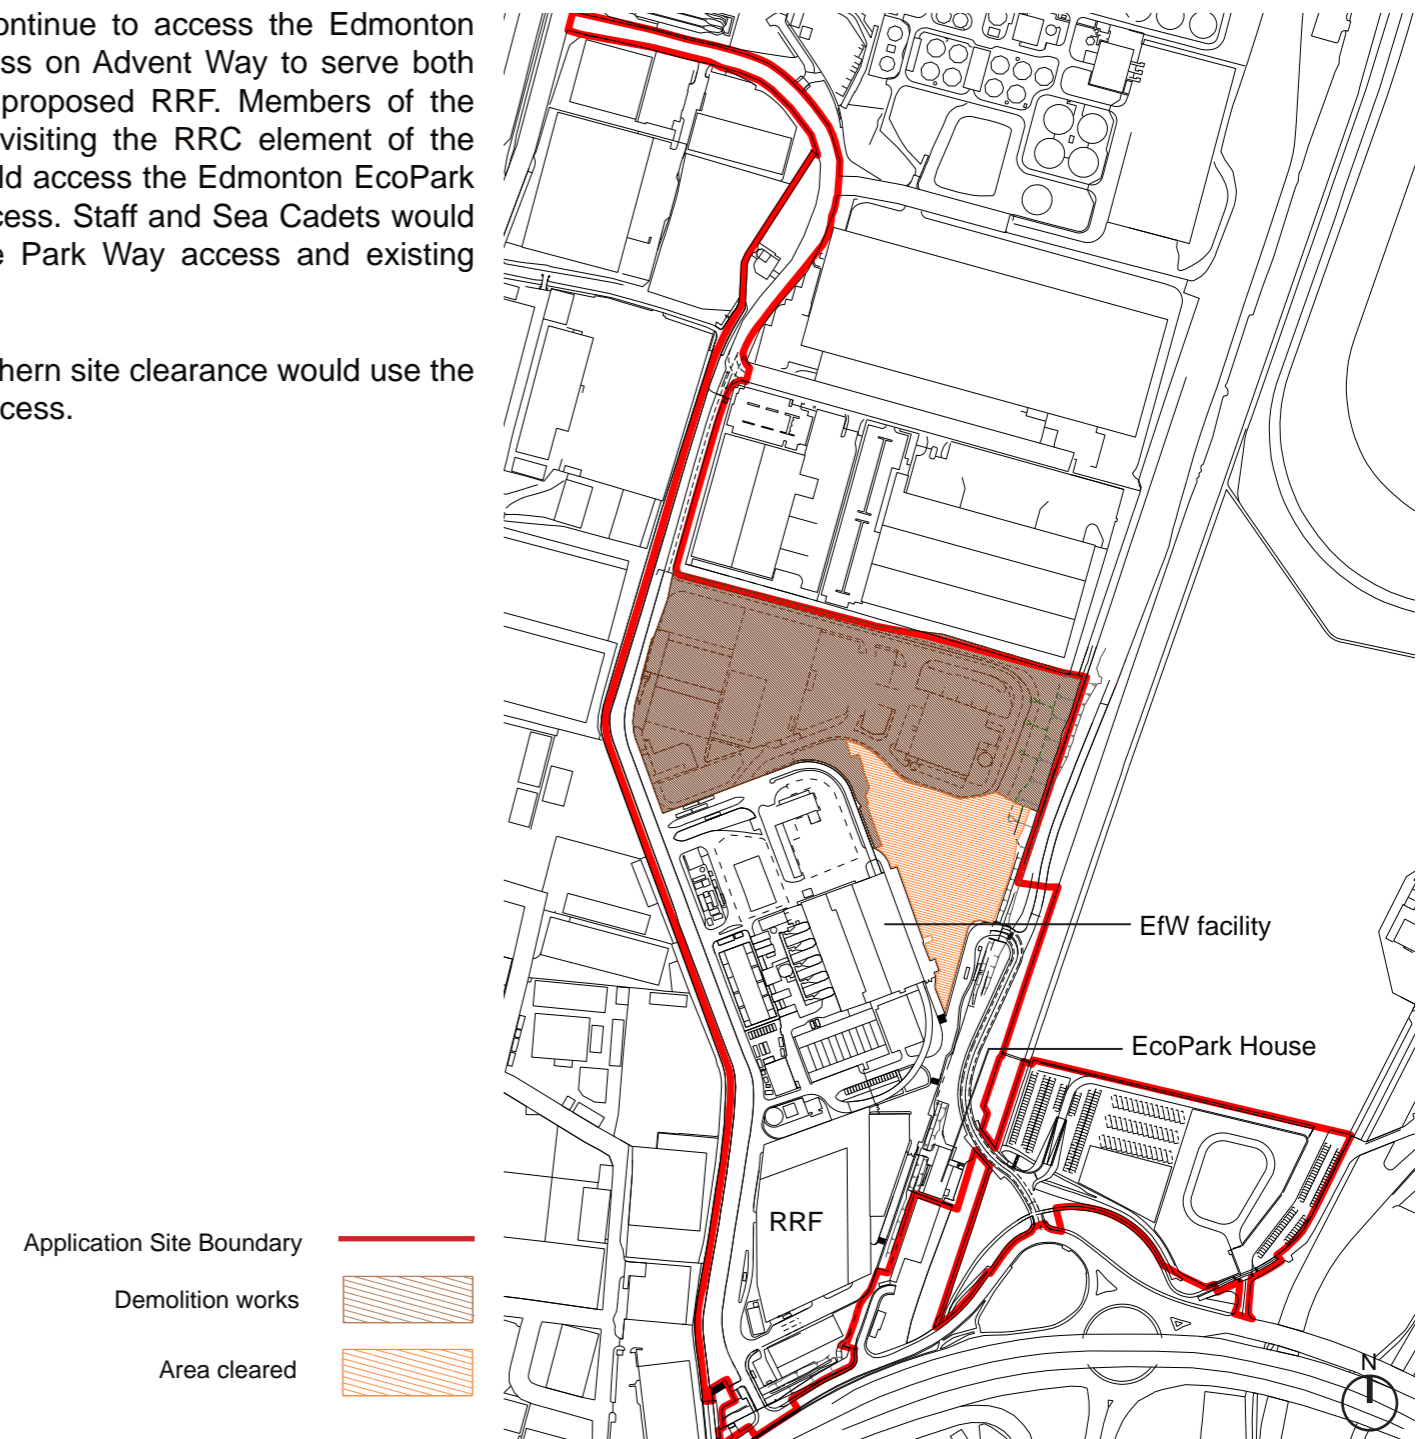 ontinue to access the Edmonton
ss on Advent Way to serve both
proposed RRF. Members of the
visiting the RRC element of the
ld access the Edmonton EcoPark
cess. Staff and Sea Cadets would
e Park Way access and existing
hern site clearance would use the
cess.
EfW facility
EcoPark House
RRF
Application Site Boundary
Demolition works
Area cleared
N